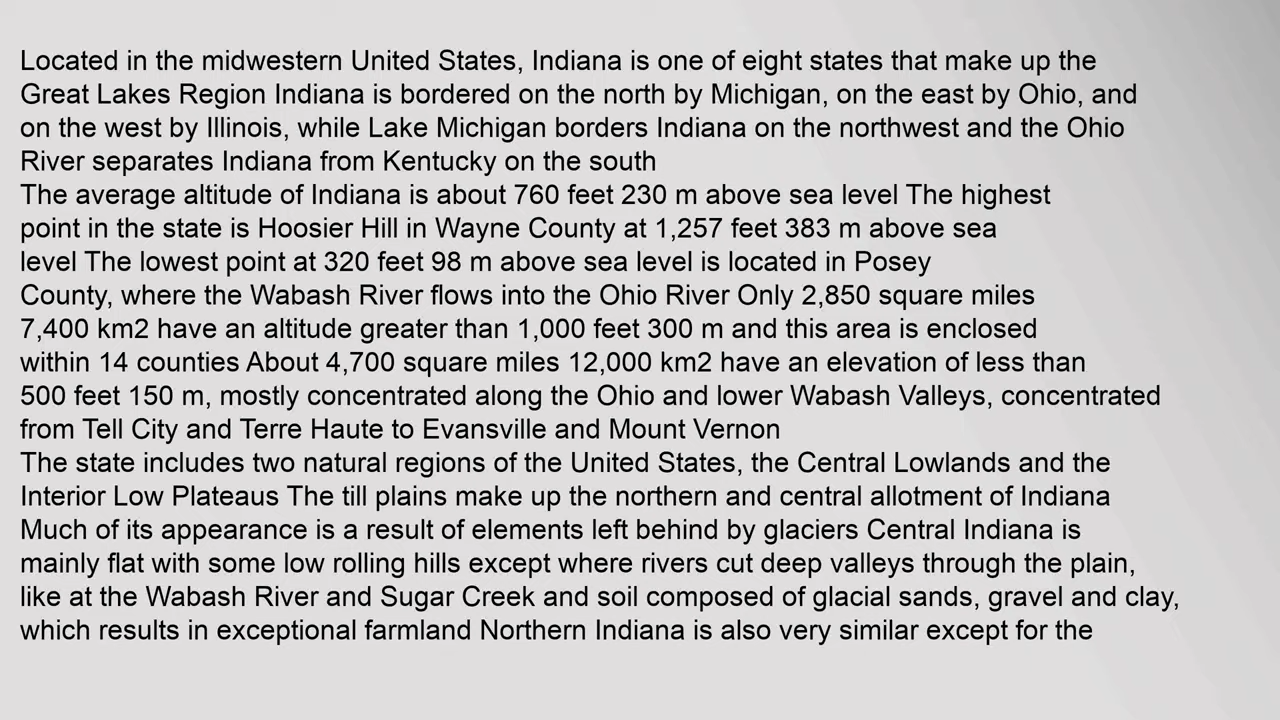 Located in the midwestern United States, Indiana is one of eight states that make up the
Great Lakes Region Indiana is bordered on the north by Michigan, on the east by Ohio, and
on the west by Illinois, while Lake Michigan borders Indiana on the northwest and the Ohio
River separates Indiana from Kentucky on the south
The average altitude of Indiana is about 760 feet 230 m above sea level The highest
point in the state is Hoosier Hill in Wayne County at 1,257 feet 383 m above sea
level The lowest point at 320 feet 98 m above sea level is located in Posey
County, where the Wabash River flows into the Ohio River Only 2,850 square miles
7,400 km2 have an altitude greater than 1,000 feet 300 m and this area is enclosed
within 14 counties About 4,700 square miles 12,000 km2 have an elevation of less than
500 feet 150 m, mostly concentrated along the Ohio and lower Wabash Valleys, concentrated
from Tell City and Terre Haute to Evansville and Mount Vernon
The state includes two natural regions of the United States, the Central Lowlands and the
Interior Low Plateaus The till plains make up the northern and central allotment of Indiana
Much of its appearance is a result of elements left behind by glaciers Central Indiana is
mainly flat with some low rolling hills except where rivers cut deep valleys through the plain,
like at the Wabash River and Sugar Creek and soil composed of glacial sands, gravel and clay,
which results in exceptional farmland Northern Indiana is also very similar except for the